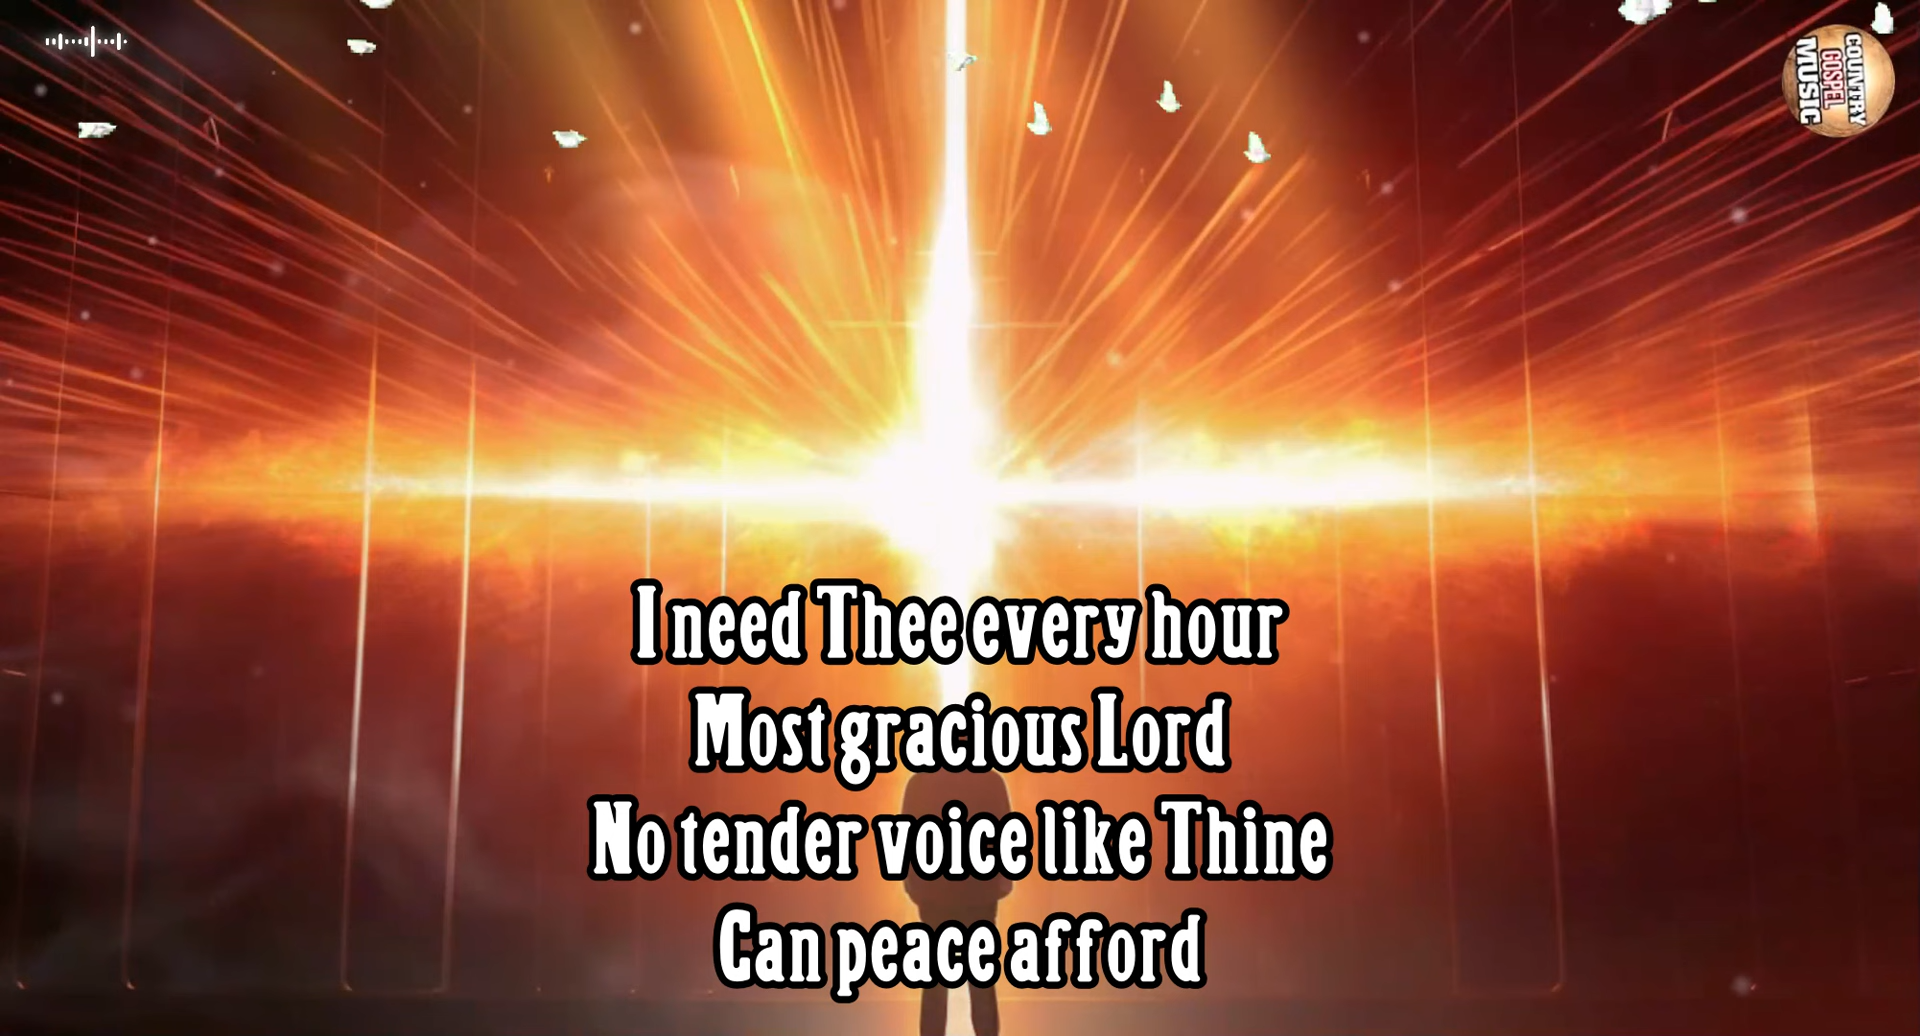 COUNTRY
GOSPEL
MUSIC
I need Thee every hour
Most gracious Lord
No tender voice like Thine
Can peace afford